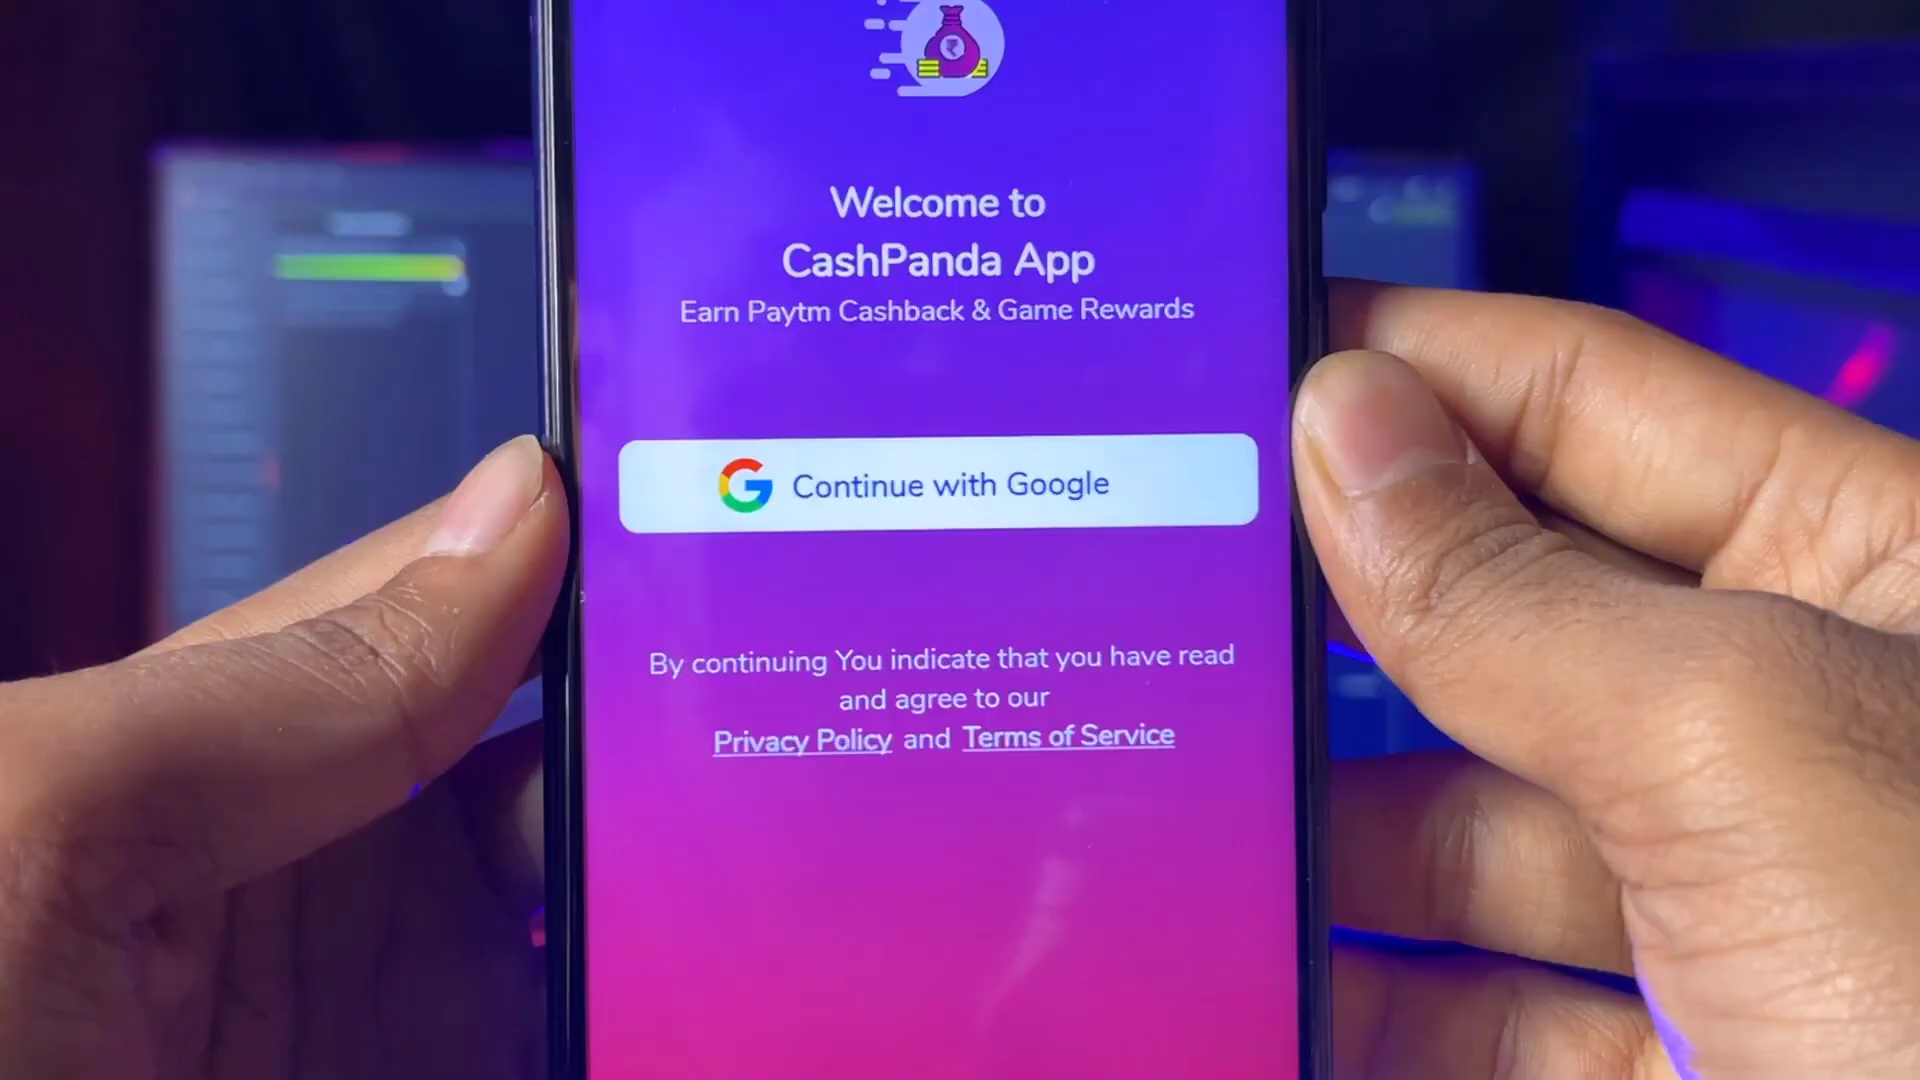 ₹
Welcome to
CashPanda App
Earn Paytm Cashback & Game Rewards
G Continue with Google
By continuing You indicate that you have read
and agree to our
Privacy Policy and Terms of Service